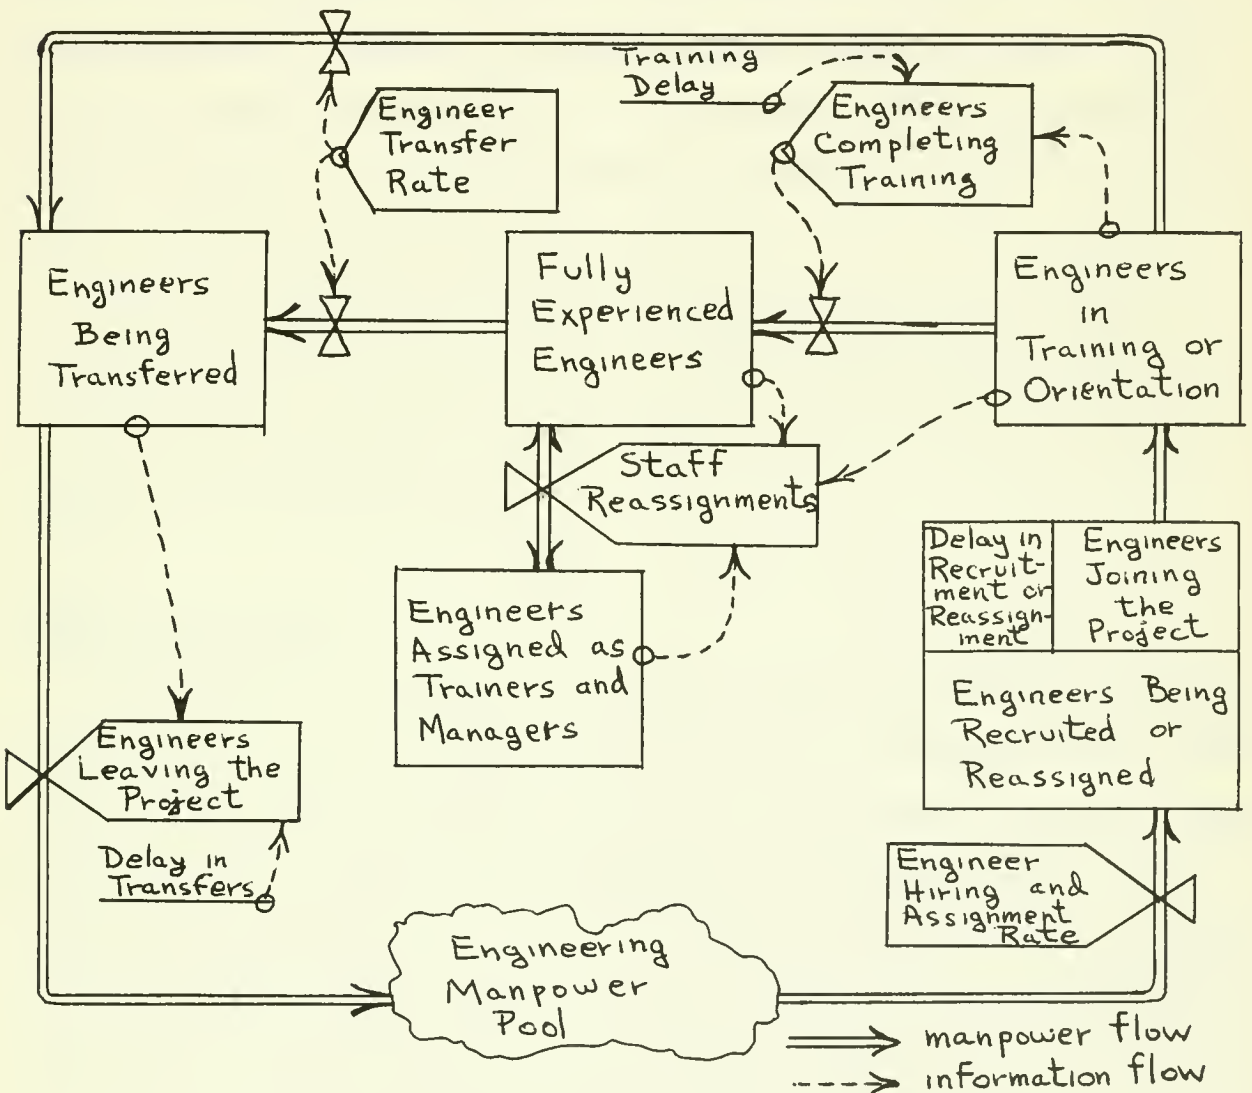 Training
Delay
Engineer
Transfer
Rate
Engineers
Completing
Training
Engineers
Being
Transferred
Fully
Experienced
Engineers
Engineers
in
Training or
Orientation
Staff
Reassignments
Engineers
Assigned as
Trainers and
Managers
Delay in
Recruit-
ment or
Reassign-
ment
Engineers
Joining
the
Project
Engineers Being
Recruited or
Reassigned
Engineers
Leaving the
Project
Delay in
Transfers
Engineer
Hiring and
Assignment
Rate
Engineering
Manpower
Pool
manpower flow
information flow